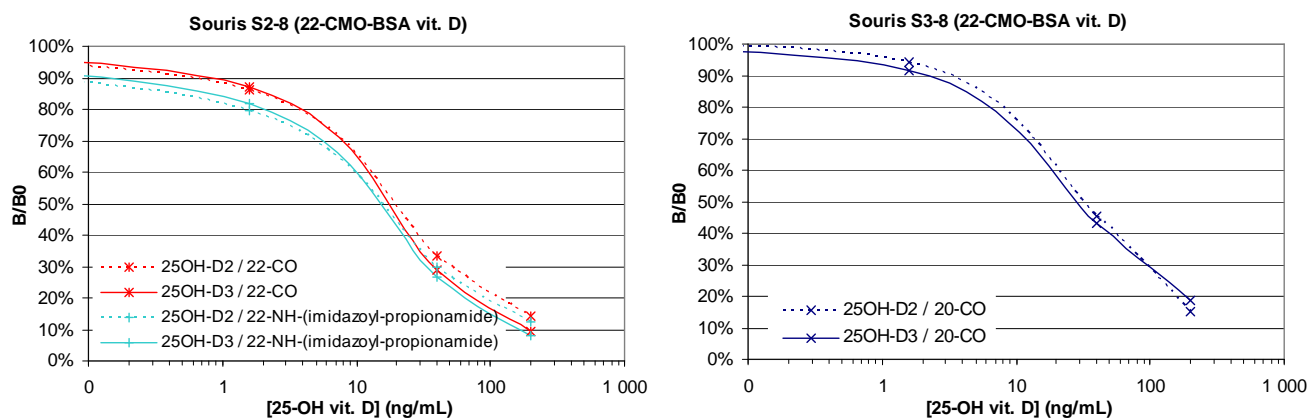 Souris S2-8 (22-CMO-BSA vit. D)
100%
90%
80%
70%
60%
50%
40%
30%
20%
10%
0%
B/B0
25OH-D2 / 22-CO
25OH-D3 / 22-CO
25OH-D2 / 22-NH-(imidazoyl-propionamide)
25OH-D3 / 22-NH-(imidazoyl-propionamide)
0 1 10 100 1 000
[25-OH vit. D] (ng/mL)
Souris S3-8 (22-CMO-BSA vit. D)
100%
90%
80%
70%
60%
50%
40%
30%
20%
10%
0%
B/B0
25OH-D2 / 20-CO
25OH-D3 / 20-CO
0 1 10 100 1 000
[25-OH vit. D] (ng/mL)